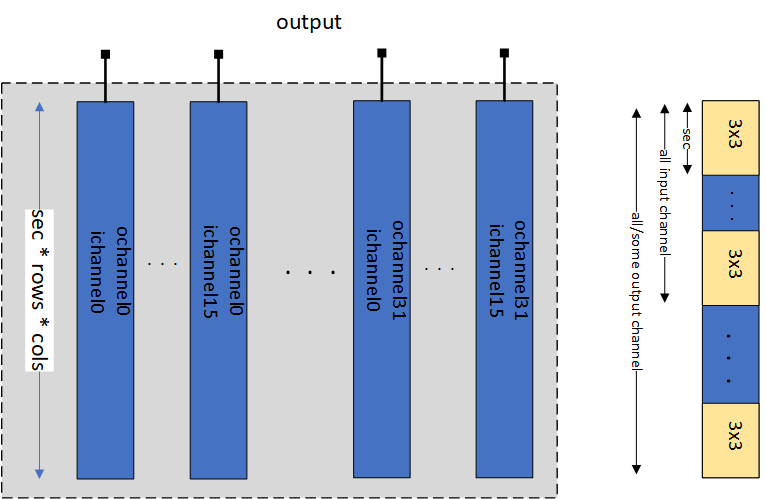 output
sec * rows * cols
ochannel0
ichannel0
. . .
ochannel0
ichannel15
. . .
ochannel31
ichannel0
. . .
ochannel31
ichannel15
all/some output channel
all input channel
sec
3x3
. . .
3x3
. . .
3x3